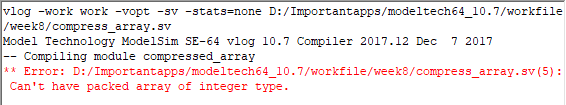 vlog -work work -vopt -sv -stats=none D:/Importantapps/modeltech64_10.7/workfile
/week8/compress_array.sv
Model Technology ModelSim SE-64 vlog 10.7 Compiler 2017.12 Dec  7 2017
-- Compiling module compressed_array
** Error: D:/Importantapps/modeltech64_10.7/workfile/week8/compress_array.sv(5):
 Can't have packed array of integer type.